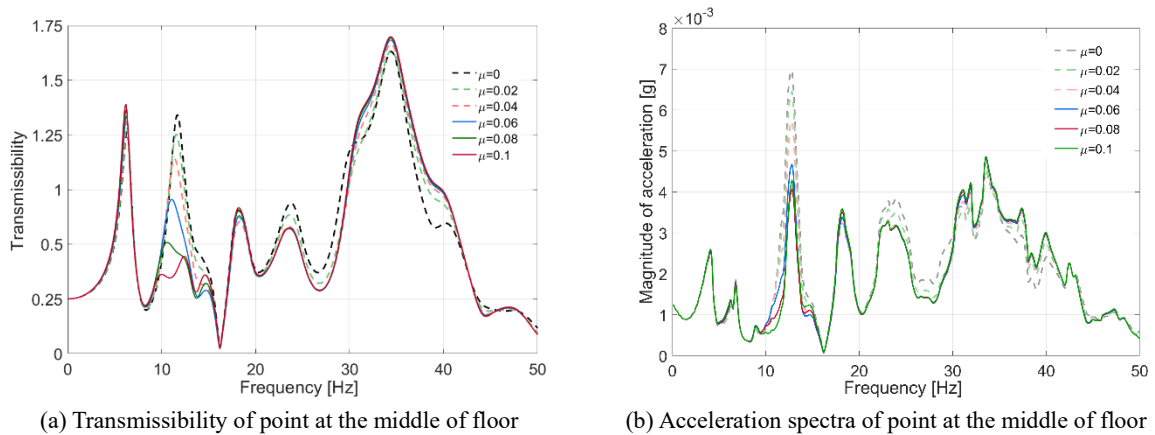 1.75
1.5
1.25
1
0.5
0.25
0
Transmissibility
0 10 20 30 40 50
Frequency [Hz]
μ=0
μ=0.02
μ=0.04
μ=0.06
μ=0.08
μ=0.1
(a) Transmissibility of point at the middle of floor
8 ×10⁻³
7
6
5
4
3
2
1
0
Magnitude of acceleration [g]
0 10 20 30 40 50
Frequency [Hz]
μ=0
μ=0.02
μ=0.04
μ=0.06
μ=0.08
μ=0.1
(b) Acceleration spectra of point at the middle of floor